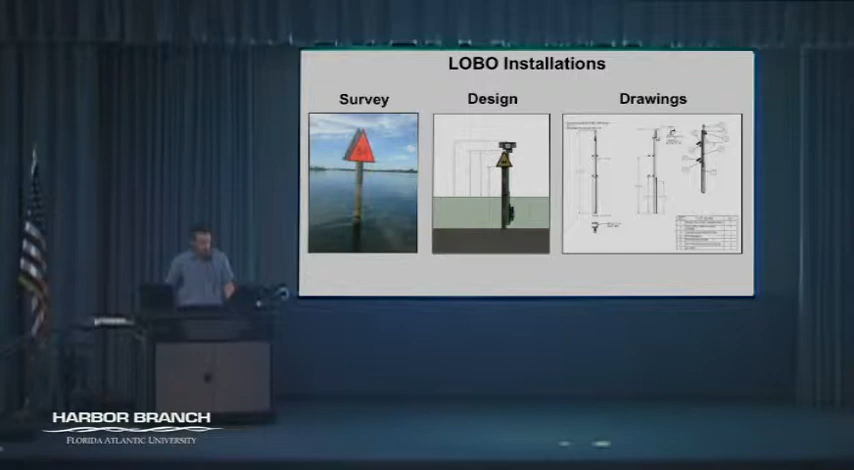 LOBO Installations
Survey
Design
Drawings
HARBOR BRANCH
FLORIDA ATLANTIC UNIVERSITY